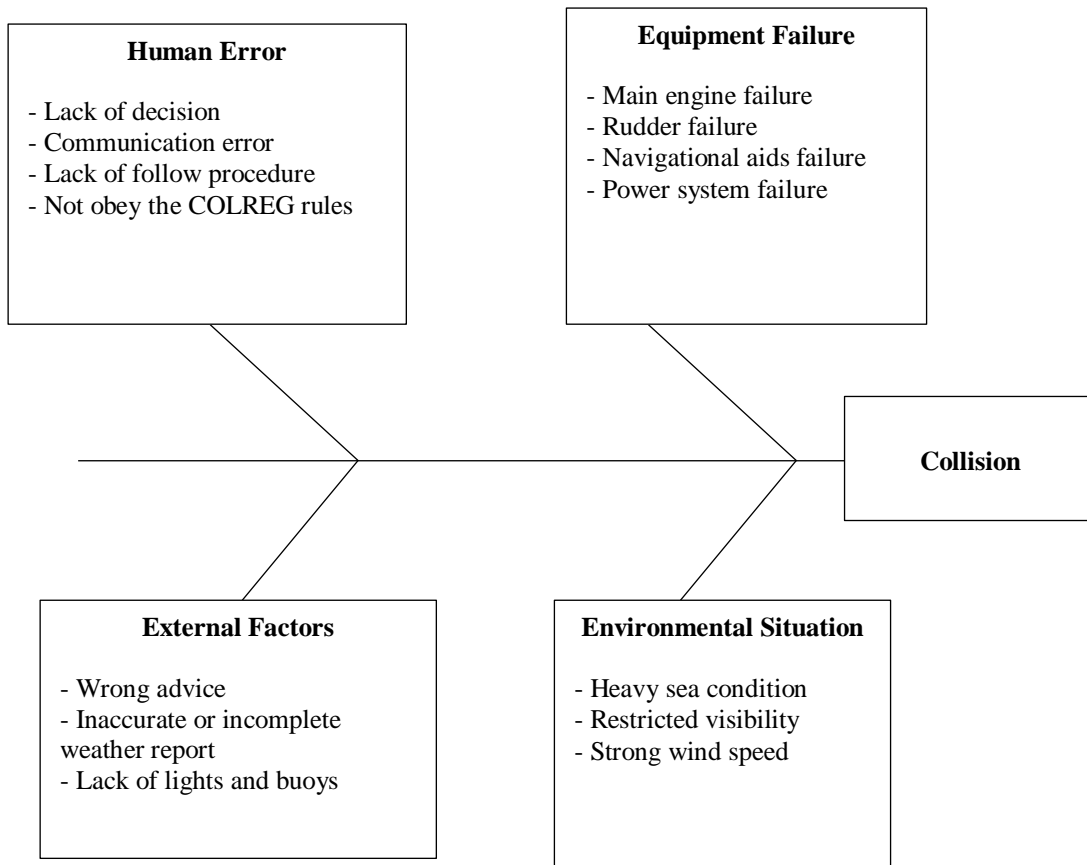 Human Error
- Lack of decision
- Communication error
- Lack of follow procedure
- Not obey the COLREG rules
Equipment Failure
- Main engine failure
- Rudder failure
- Navigational aids failure
- Power system failure
Collision
External Factors
- Wrong advice
- Inaccurate or incomplete
weather report
- Lack of lights and buoys
Environmental Situation
- Heavy sea condition
- Restricted visibility
- Strong wind speed